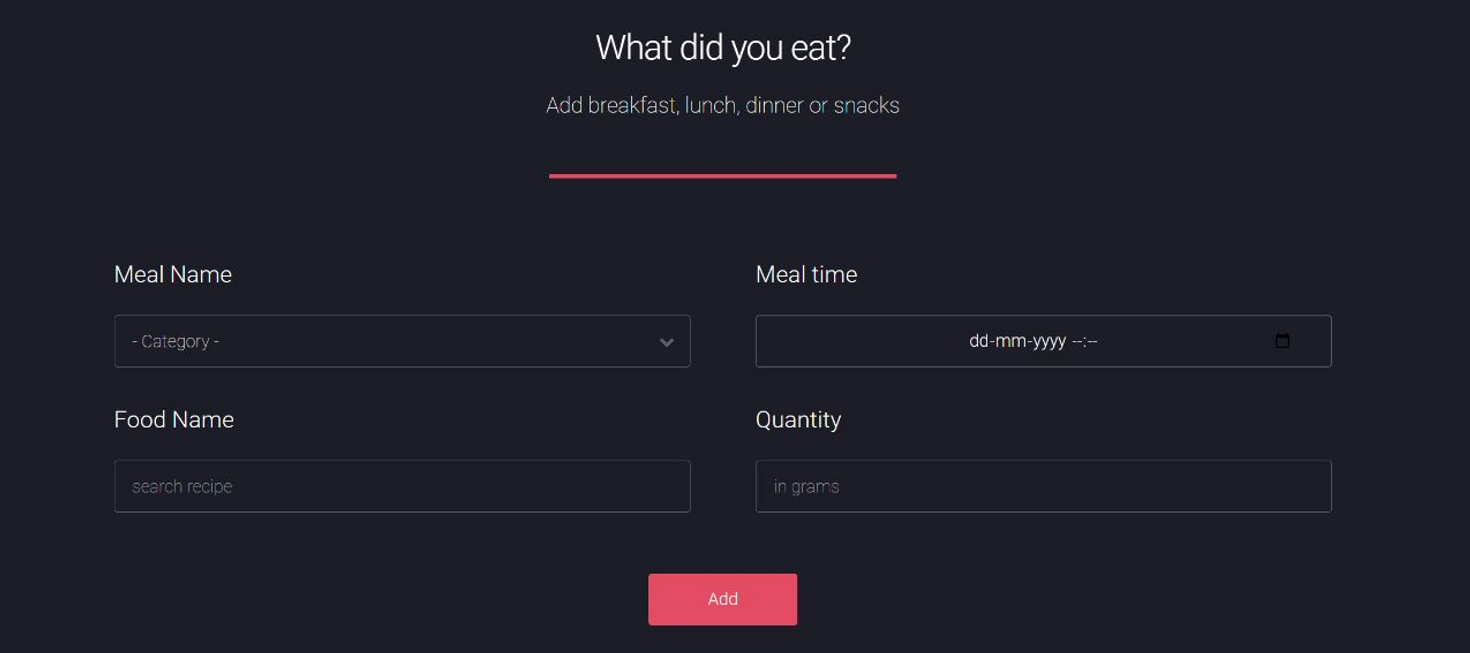 What did you eat?
Add breakfast, lunch, dinner or snacks
Meal Name
Meal time
- Category -
dd-mm-yyyy --:--
Food Name
Quantity
search recipe
in grams
Add